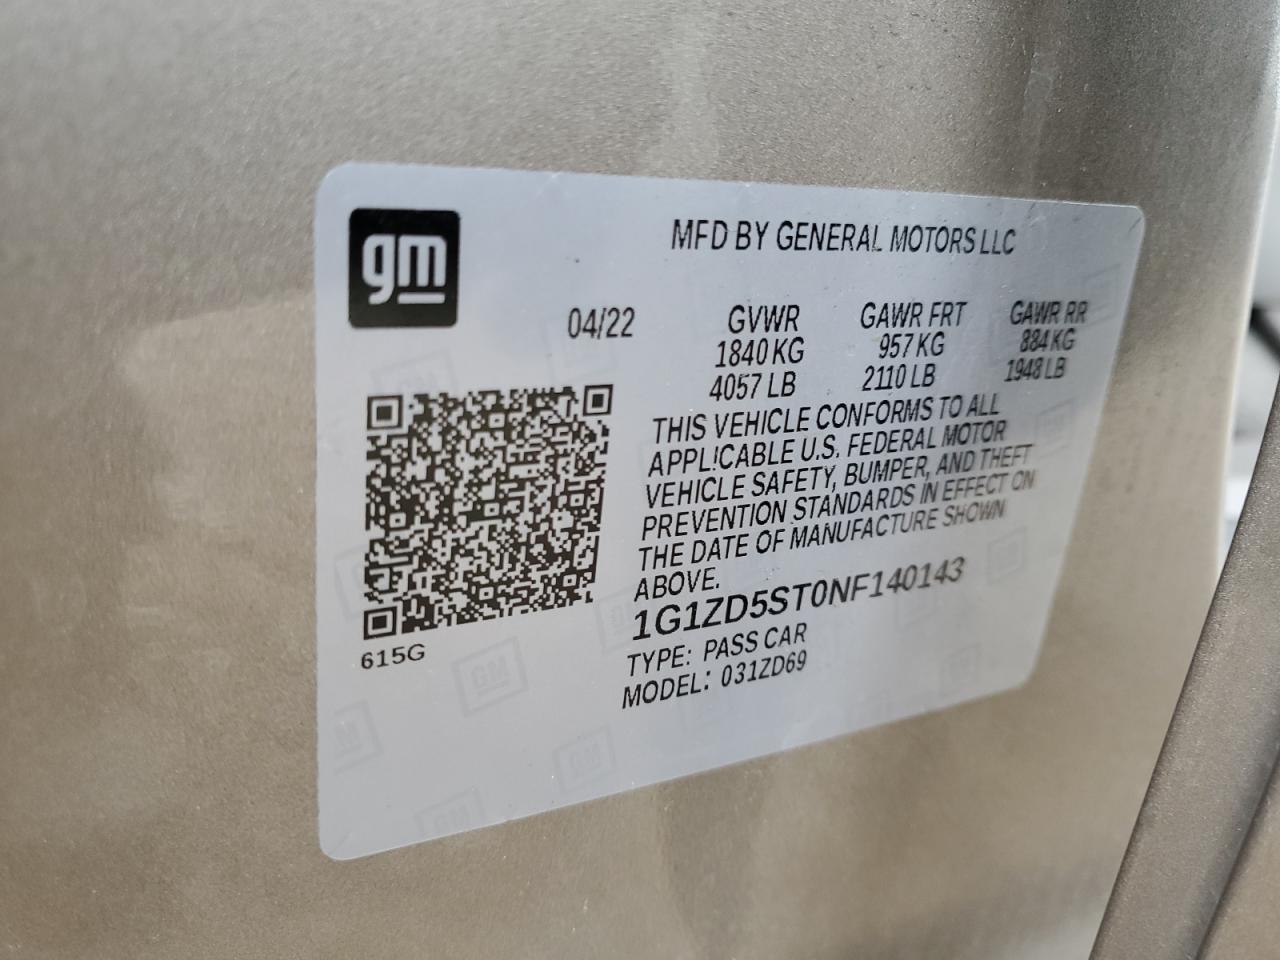 gm
MFD BY GENERAL MOTORS LLC
04/22
GVWR GAWR FRT GAWR RR
1840 KG 957 KG 884 KG
4057 LB 2110 LB 1948 LB
THIS VEHICLE CONFORMS TO ALL
APPLICABLE U.S. FEDERAL MOTOR
VEHICLE SAFETY, BUMPER, AND THEFT
PREVENTION STANDARDS IN EFFECT ON
THE DATE OF MANUFACTURE SHOWN
ABOVE.
1G1ZD5ST0NF140143
TYPE: PASS CAR
MODEL: 031ZD69
615G